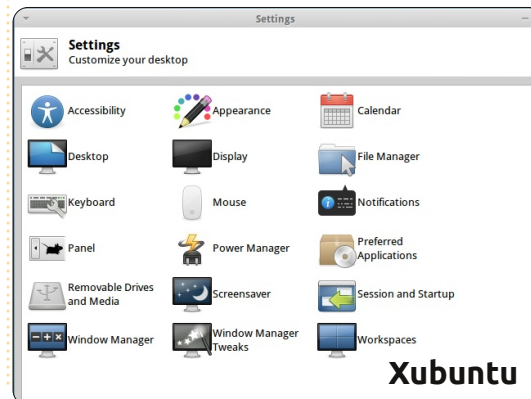 Settings
Settings
Customize your desktop
Accessibility
Appearance
Calendar
Desktop
Display
File Manager
Keyboard
Mouse
Notifications
Panel
Power Manager
Preferred
Applications
Removable Drives
and Media
Screensaver
Session and Startup
Window Manager
Window Manager
Tweaks
Workspaces
Xubuntu